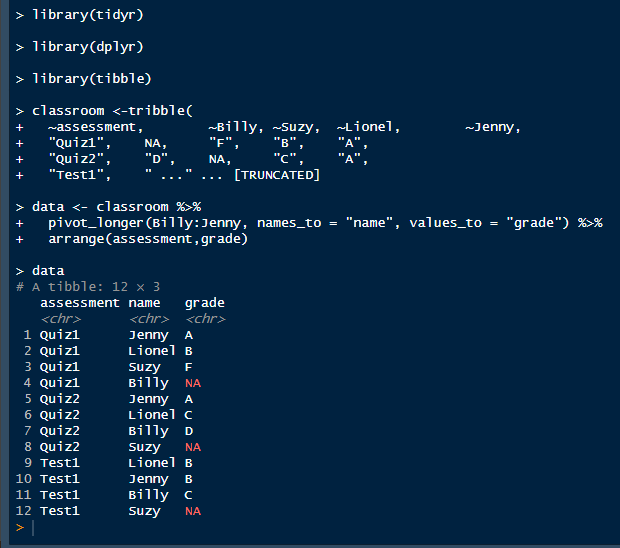 > library(tidyr)
> library(dplyr)
> library(tibble)
> classroom <-tribble(
+   ~assessment,        ~Billy, ~Suzy,  ~Lionel,        ~Jenny,
+   "Quiz1",    NA,     "F",    "B",    "A",
+   "Quiz2",    "D",    NA,     "C",    "A",
+   "Test1",    " ..." ... [TRUNCATED]
> data <- classroom %>%
+   pivot_longer(Billy:Jenny, names_to = "name", values_to = "grade") %>%
+   arrange(assessment,grade)
> data
# A tibble: 12 × 3
   assessment name   grade
   <chr>      <chr>  <chr>
 1 Quiz1      Jenny  A
 2 Quiz1      Lionel B
 3 Quiz1      Suzy   F
 4 Quiz1      Billy  NA
 5 Quiz2      Jenny  A
 6 Quiz2      Lionel C
 7 Quiz2      Billy  D
 8 Quiz2      Suzy   NA
 9 Test1      Lionel B
10 Test1      Jenny  B
11 Test1      Billy  C
12 Test1      Suzy   NA
>